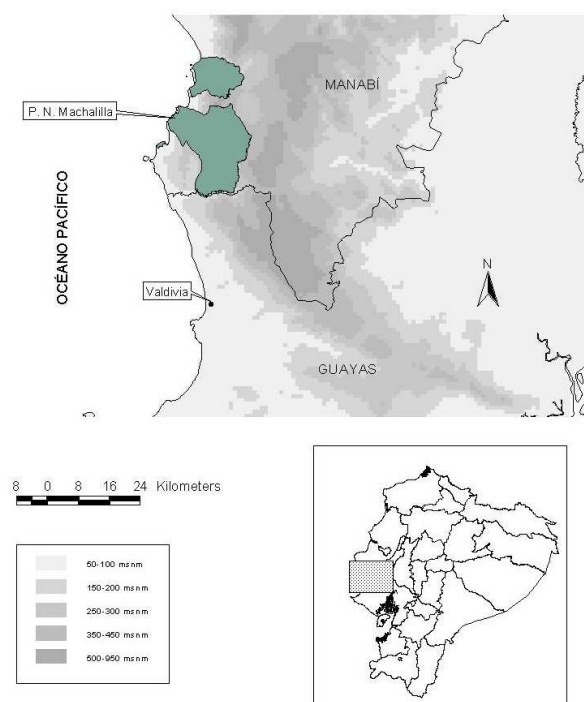 MANABÍ
P. N. Machalilla
OCÉANO PACÍFICO
N
Valdivia
GUAYAS
8 0 8 16 24 Kilometers
50-100 msnm
150-200 msnm
250-300 msnm
350-450 msnm
500-950 msnm